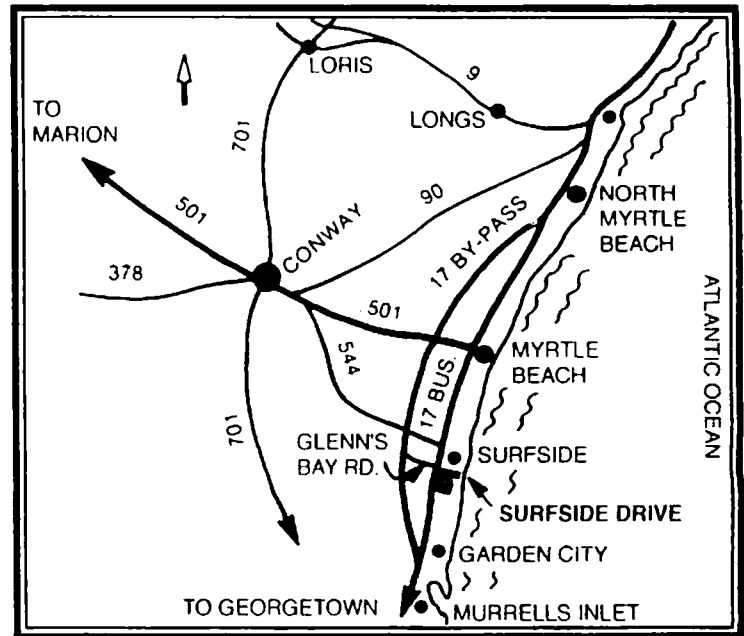 LORIS
9
TO
MARION
LONGS
701
90
NORTH
MYRTLE
BEACH
501
CONWAY
17 BY-PASS
378
501
ATLANTIC OCEAN
MYRTLE
BEACH
544
17 BUS.
701
GLENN'S
BAY RD.
SURFSIDE
SURFSIDE DRIVE
GARDEN CITY
TO GEORGETOWN
MURRELLS INLET